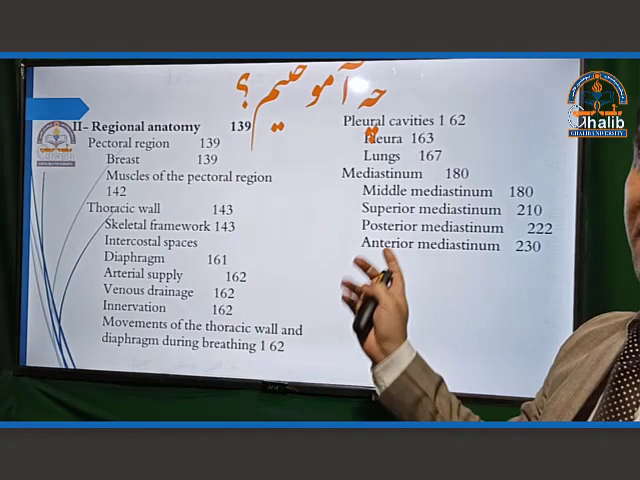 چه آموختیم؟
II- Regional anatomy 139
Pectoral region 139
Breast 139
Muscles of the pectoral region
142
Thoracic wall 143
Skeletal framework 143
Intercostal spaces
Diaphragm 161
Arterial supply 162
Venous drainage 162
Innervation 162
Movements of the thoracic wall and
diaphragm during breathing 1 62
Pleural cavities 1 62
Pleura 163
Lungs 167
Mediastinum 180
Middle mediastinum 180
Superior mediastinum 210
Posterior mediastinum 222
Anterior mediastinum 230
Ghalib
GHALIB UNIVERSITY